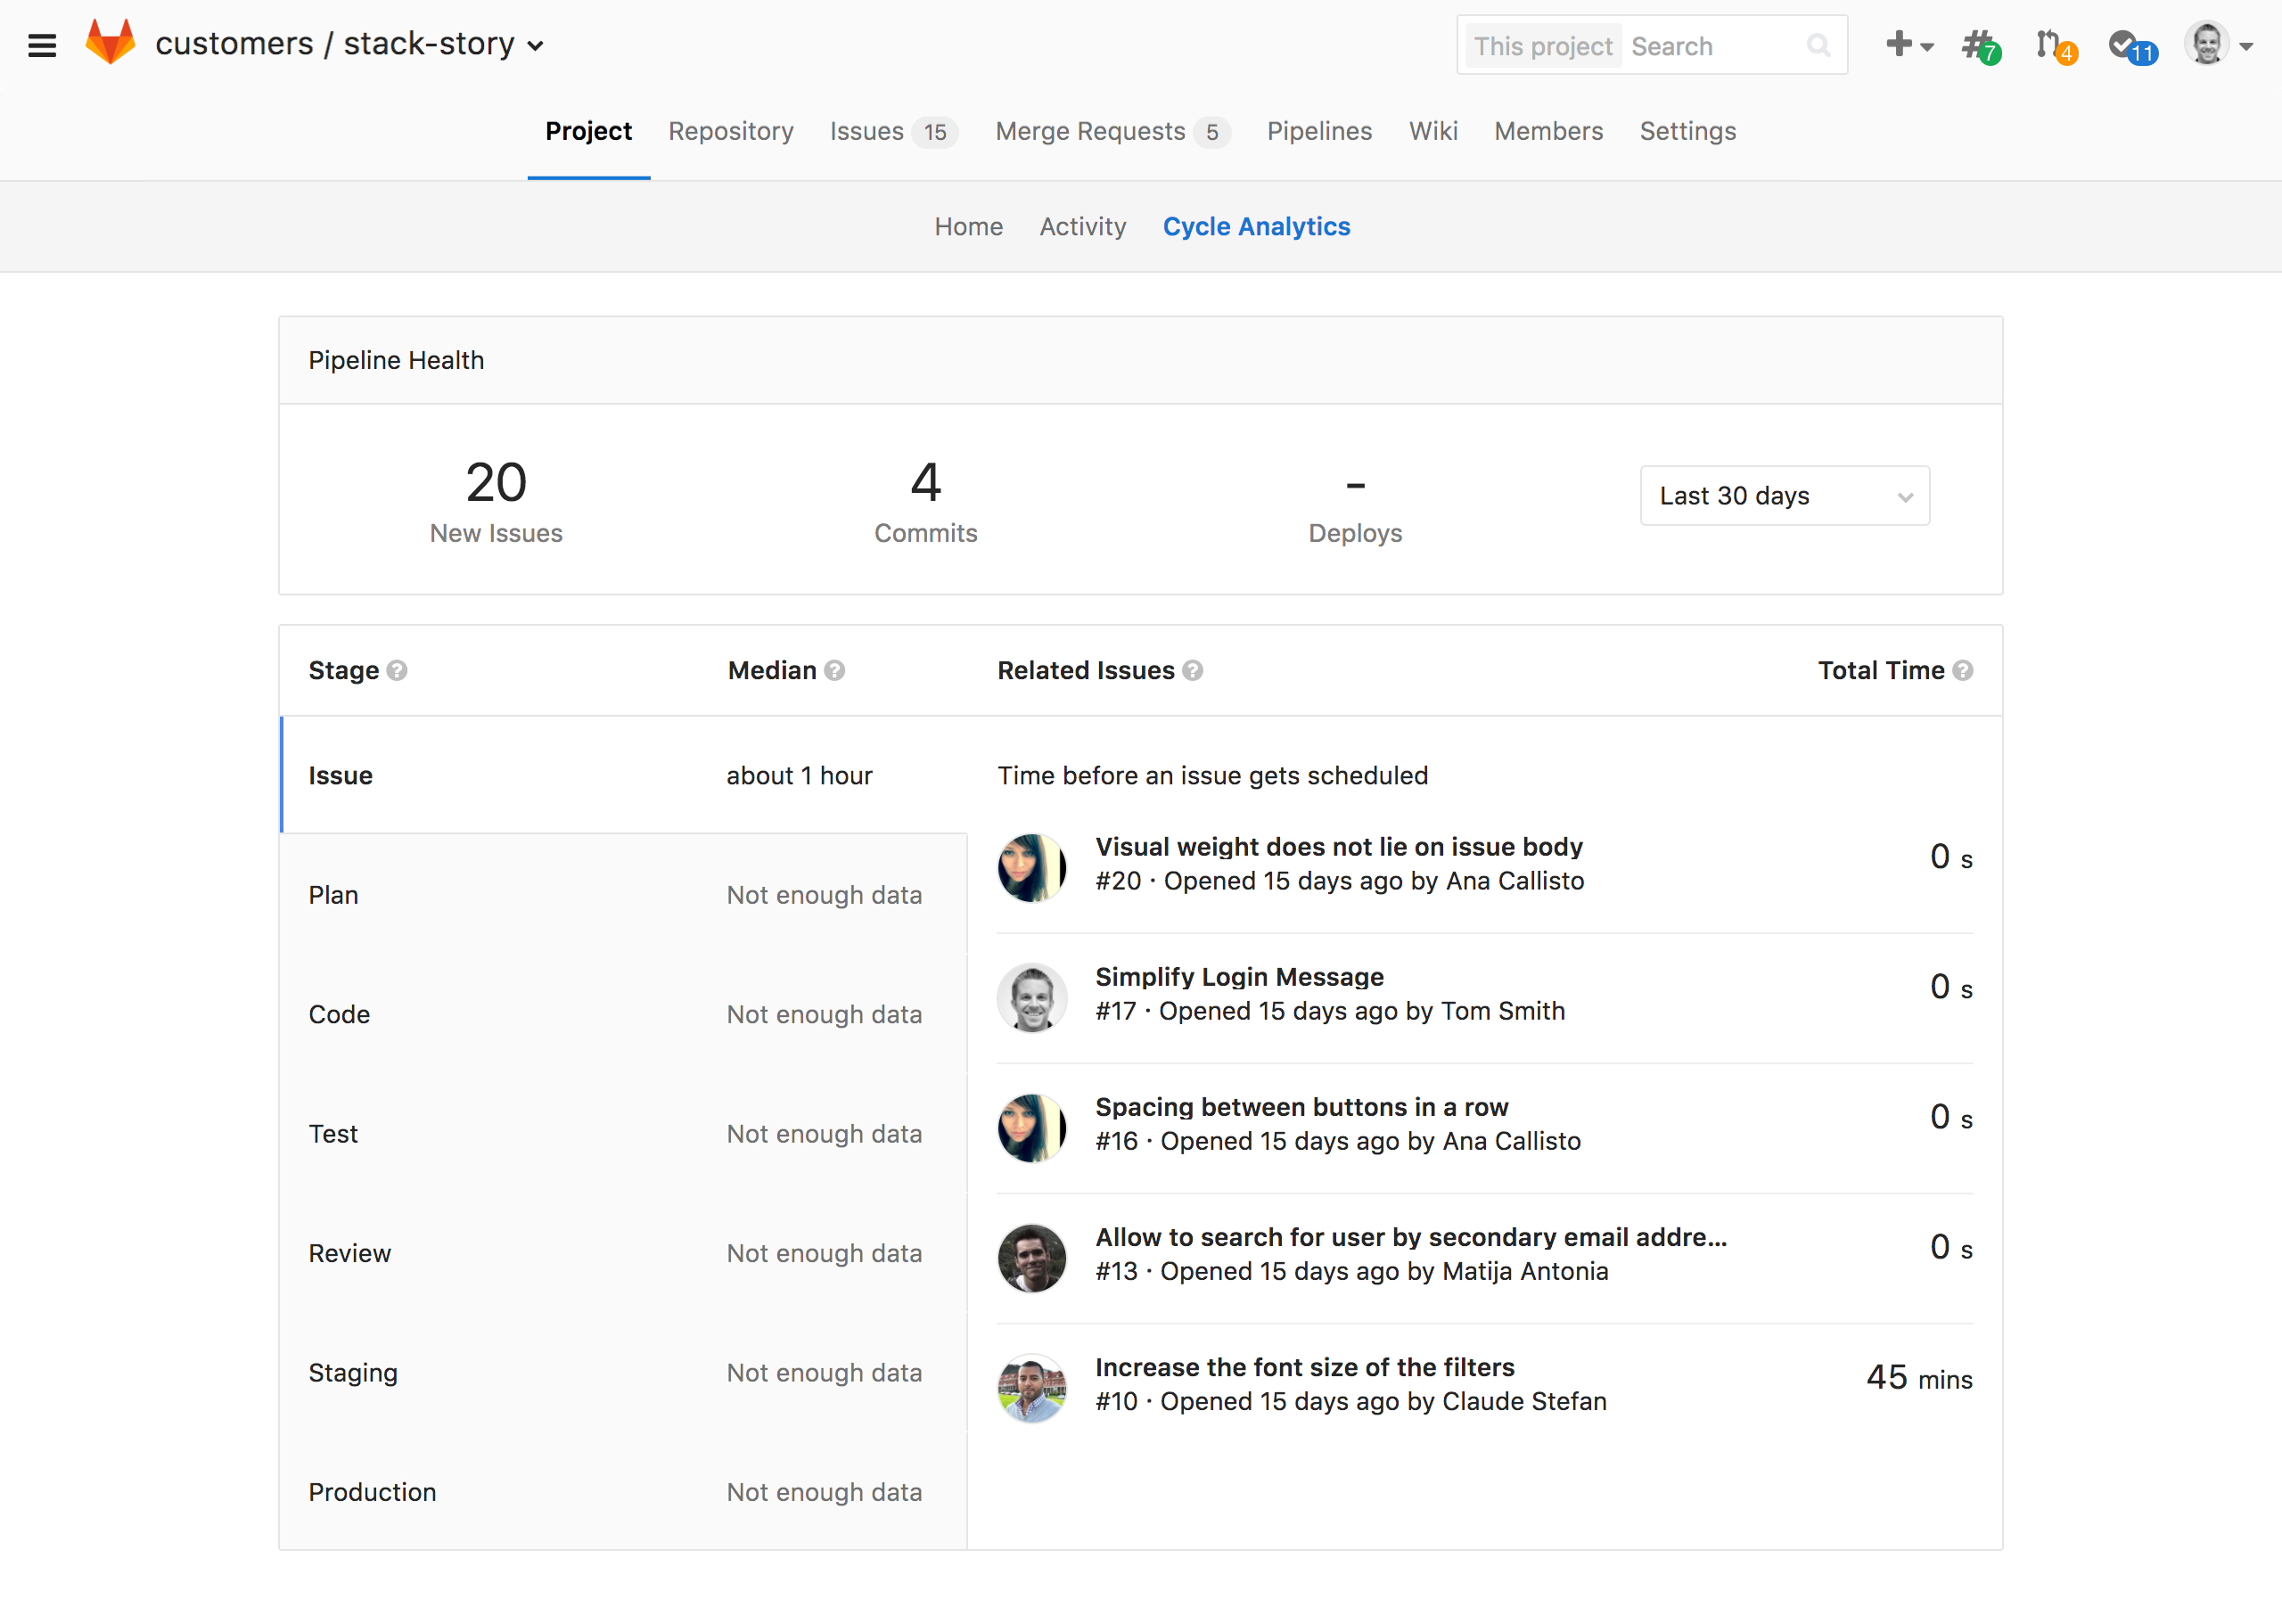 customers / stack-story
This project Search
7
4
11
Project Repository Issues 15 Merge Requests 5 Pipelines Wiki Members Settings
Home Activity Cycle Analytics
Pipeline Health
20 4 -
New Issues Commits Deploys
Last 30 days
Stage ? Median ? Related Issues ? Total Time ?
Issue about 1 hour Time before an issue gets scheduled
Visual weight does not lie on issue body 0 s
#20 · Opened 15 days ago by Ana Callisto
Plan Not enough data
Simplify Login Message 0 s
#17 · Opened 15 days ago by Tom Smith
Code Not enough data
Spacing between buttons in a row 0 s
#16 · Opened 15 days ago by Ana Callisto
Test Not enough data
Allow to search for user by secondary email addre... 0 s
#13 · Opened 15 days ago by Matija Antonia
Review Not enough data
Increase the font size of the filters 45 mins
#10 · Opened 15 days ago by Claude Stefan
Staging Not enough data
Production Not enough data